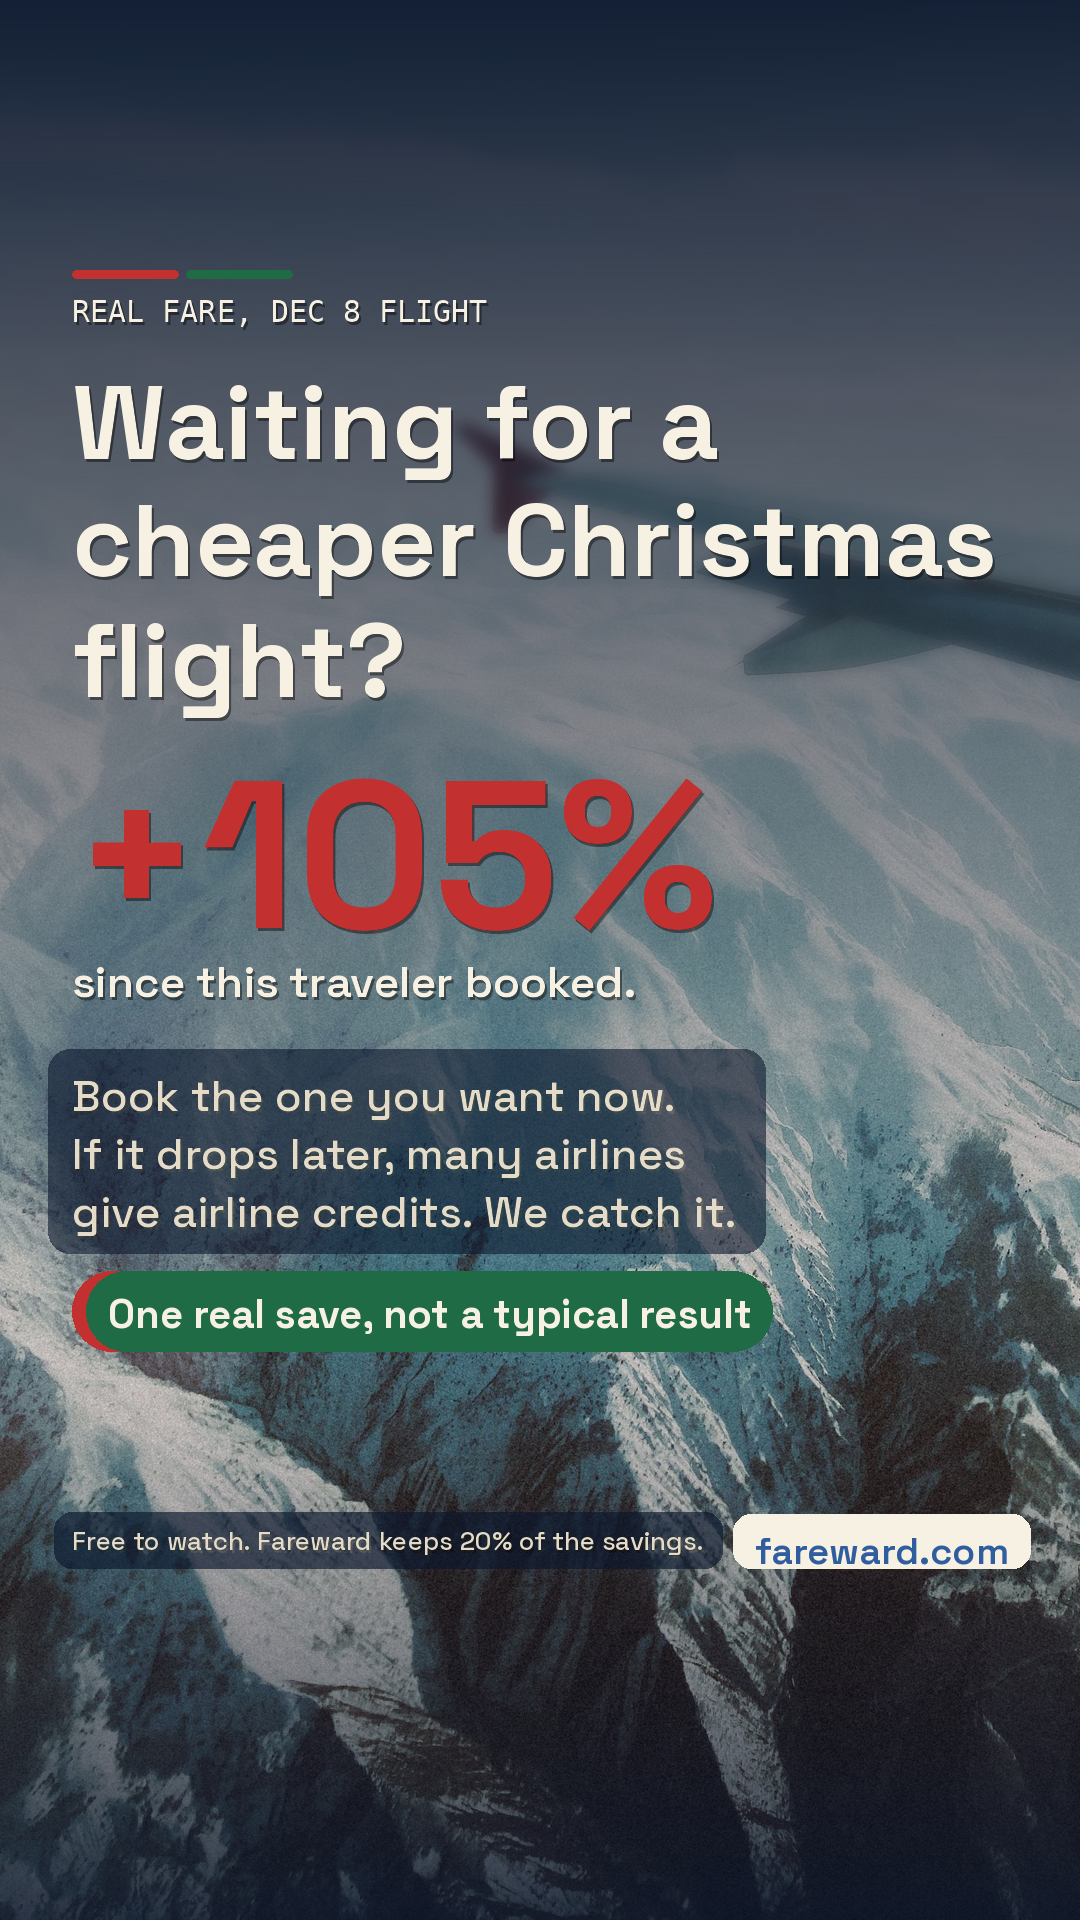 REAL FARE, DEC 8 FLIGHT
Waiting for a
cheaper Christmas
flight?
+105%
since this traveler booked.
Book the one you want now.
If it drops later, many airlines
give airline credits. We catch it.
One real save, not a typical result
Free to watch. Fareward keeps 20% of the savings.
fareward.com